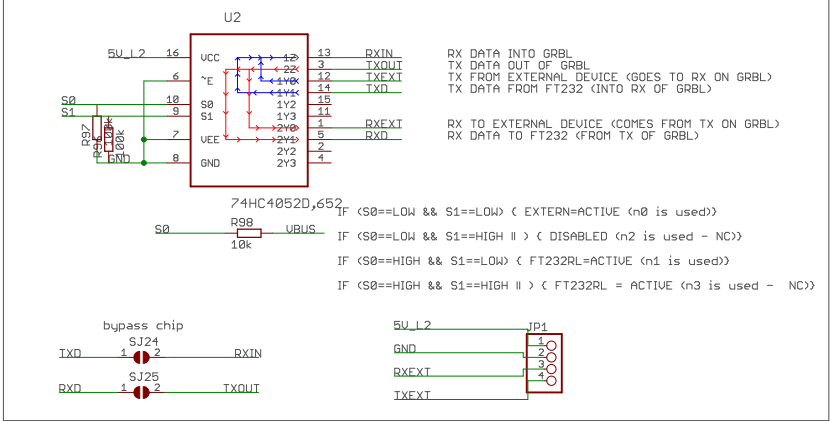 U2
5V_L2 16 VCC 1Z 13 RXIN RX DATA INTO GRBL
2Z 3 TXOUT TX DATA OUT OF GRBL
6 ~E 1Y0 12 TXEXT TX FROM EXTERNAL DEVICE (GOES TO RX ON GRBL)
1Y1 14 TXD TX DATA FROM FT232 (INTO RX OF GRBL)
S0 10 S0 1Y2 15
S1 9 S1 1Y3 11
2Y0 1 RXEXT RX TO EXTERNAL DEVICE (COMES FROM TX ON GRBL)
R97 100k
R96 100k
7 VEE 2Y1 5 RXD RX DATA TO FT232 (FROM TX OF GRBL)
2Y2 2
GND 8 GND 2Y3 4
74HC4052D,652
IF (S0==LOW && S1==LOW) { EXTERN=ACTIVE (n0 is used)}
S0 R98 VBUS
10k
IF (S0==LOW && S1==HIGH || ) { DISABLED (n2 is used - NC)}
IF (S0==HIGH && S1==LOW) { FT232RL=ACTIVE (n1 is used)}
IF (S0==HIGH && S1==HIGH || ) { FT232RL = ACTIVE (n3 is used - NC)}
bypass chip
SJ24
TXD 1 2 RXIN
SJ25
RXD 1 2 TXOUT
5V_L2 JP1
1
GND 2
RXEXT 3
4
TXEXT